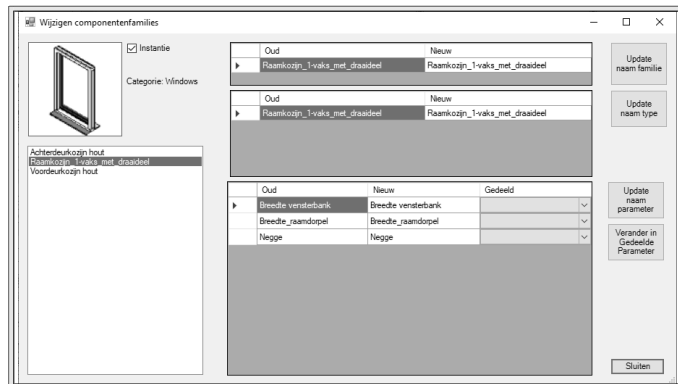 Wijzigen componentenfamilies
Instantie
Categorie: Windows
Oud Nieuw
Raamkozijn_1-vaks_met_draaideel Raamkozijn_1-vaks_met_draaideel
Update
naam familie
Oud Nieuw
Raamkozijn_1-vaks_met_draaideel Raamkozijn_1-vaks_met_draaideel
Update
naam type
Achterdeurkozijn hout
Raamkozijn_1-vaks_met_draaideel
Voordeurkozijn hout
Oud Nieuw Gedeeld
Breedte vensterbank Breedte vensterbank
Breedte_raamdorpel Breedte_raamdorpel
Negge Negge
Update
naam
parameter
Verander in
Gedeelde
Parameter
Sluiten